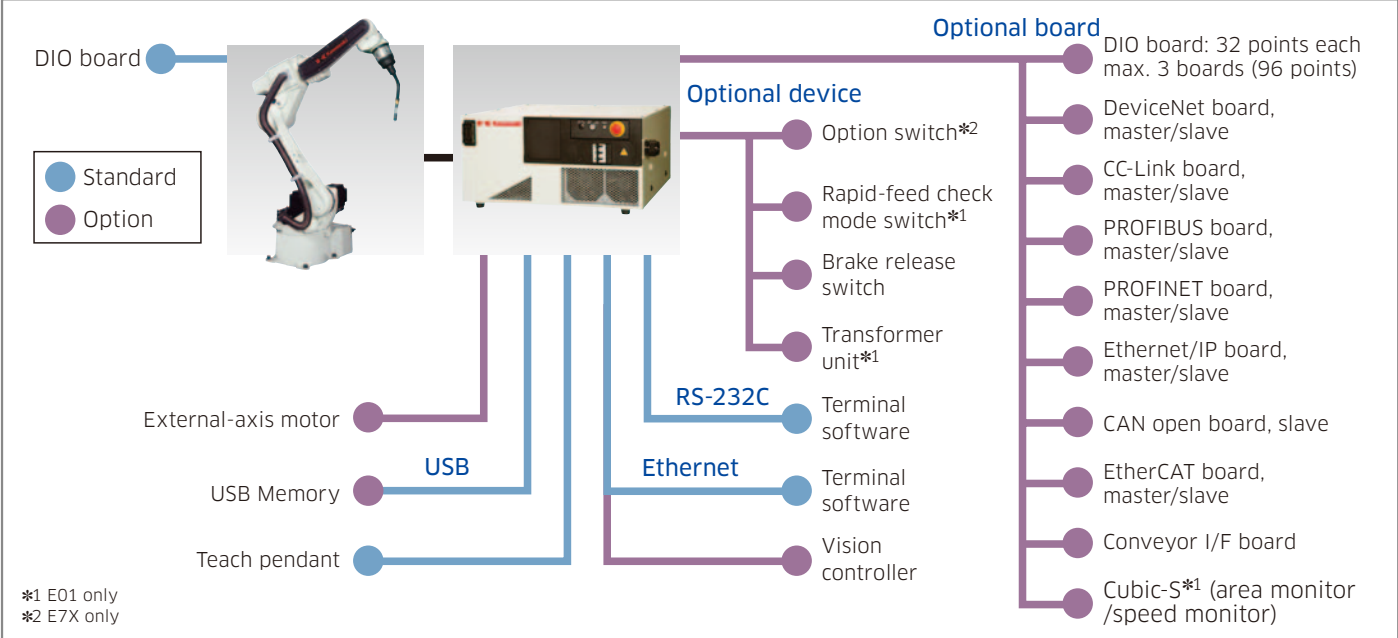 DIO board
Standard
Option
Optional device
Option switch*2
Rapid-feed check
mode switch*1
Brake release
switch
Transformer
unit*1
RS-232C
Terminal
software
Ethernet
Terminal
software
Vision
controller
External-axis motor
USB
USB Memory
Teach pendant
Optional board
DIO board: 32 points each
max. 3 boards (96 points)
DeviceNet board,
master/slave
CC-Link board,
master/slave
PROFIBUS board,
master/slave
PROFINET board,
master/slave
Ethernet/IP board,
master/slave
CAN open board, slave
EtherCAT board,
master/slave
Conveyor I/F board
Cubic-S*1 (area monitor
/speed monitor)
*1 E01 only
*2 E7X only